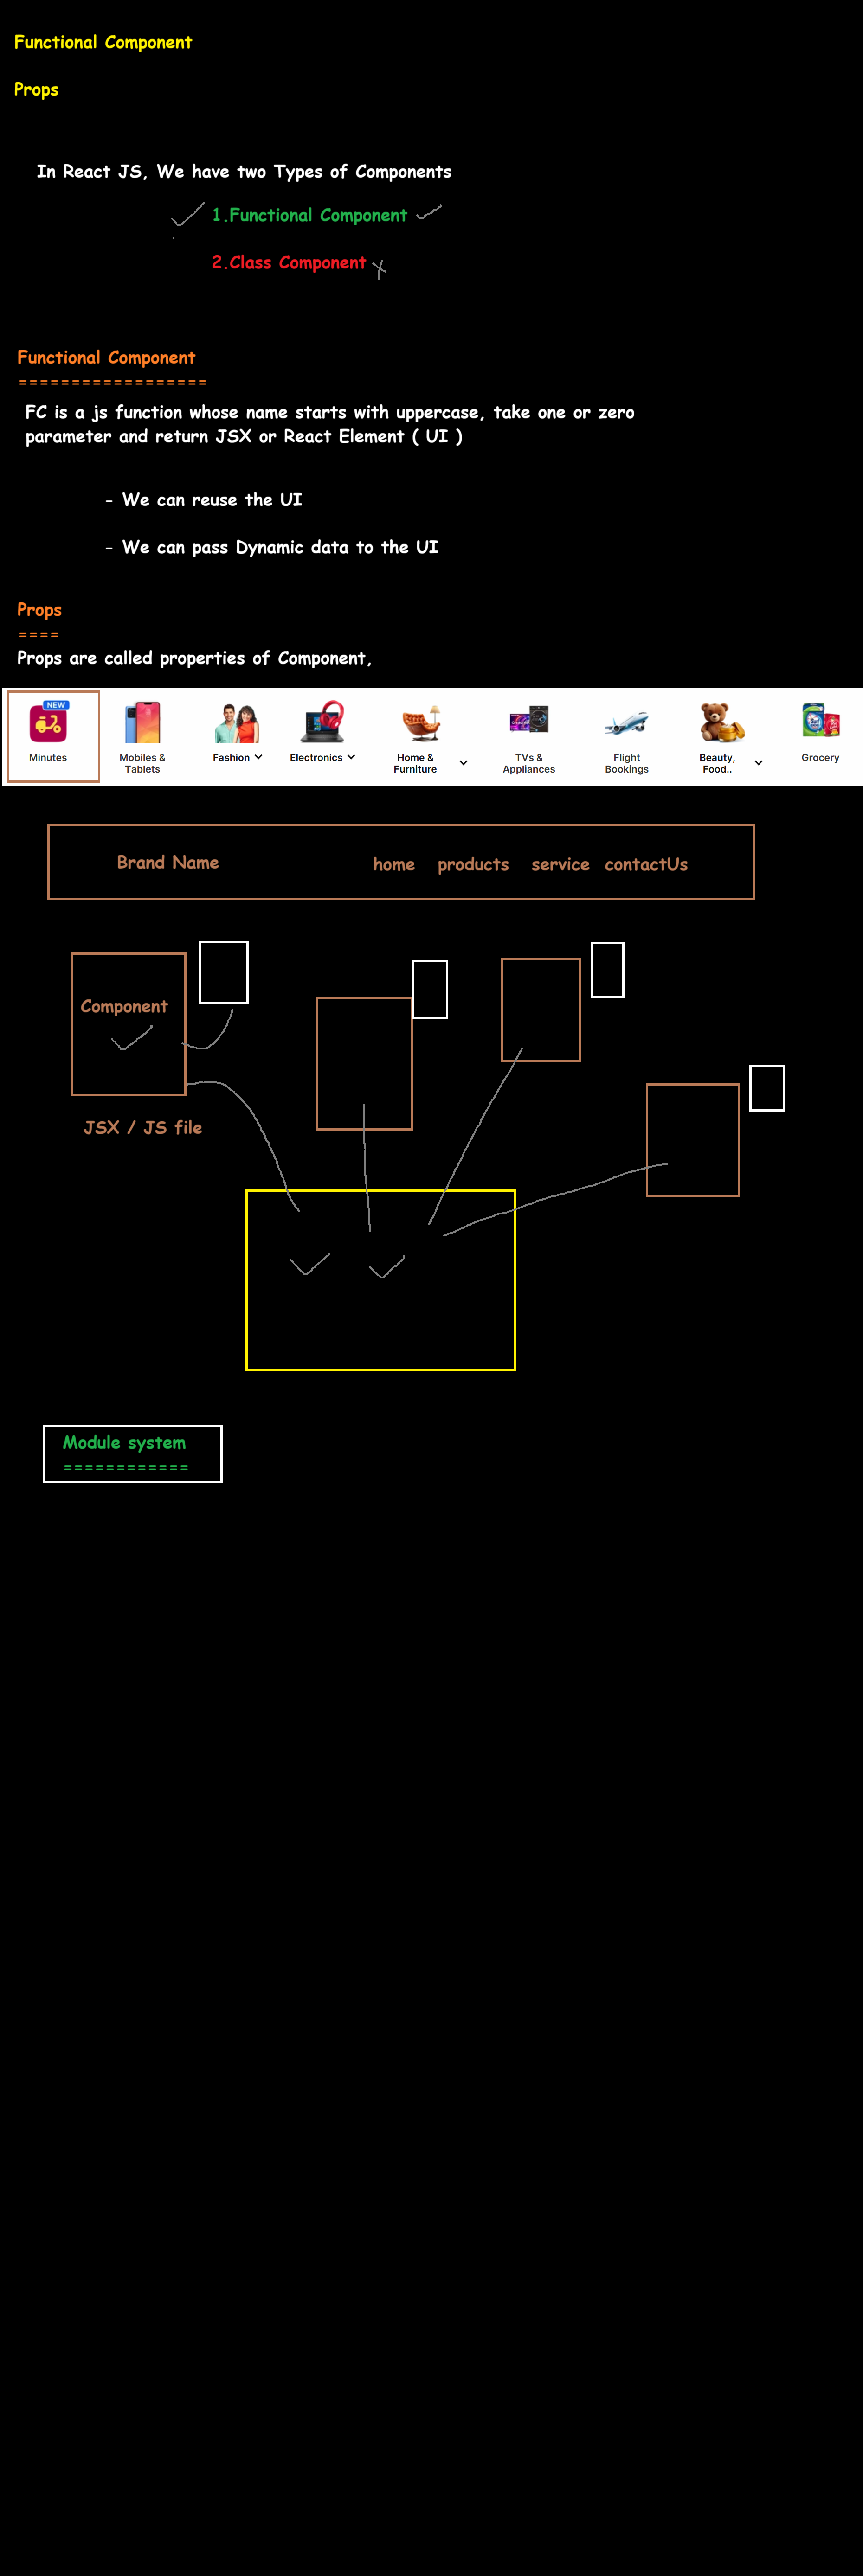 Functional Component
Props
In React JS, We have two Types of Components
1.Functional Component
2.Class Component
Functional Component
==================
FC is a js function whose name starts with uppercase, take one or zero
parameter and return JSX or React Element ( UI )
- We can reuse the UI
- We can pass Dynamic data to the UI
Props
====
Props are called properties of Component,
NEW
Minutes
Mobiles &
Tablets
Fashion
Electronics
Home &
Furniture
TVs &
Appliances
Flight
Bookings
Beauty,
Food..
Grocery
Brand Name home products service contactUs
Component
JSX / JS file
Module system
============